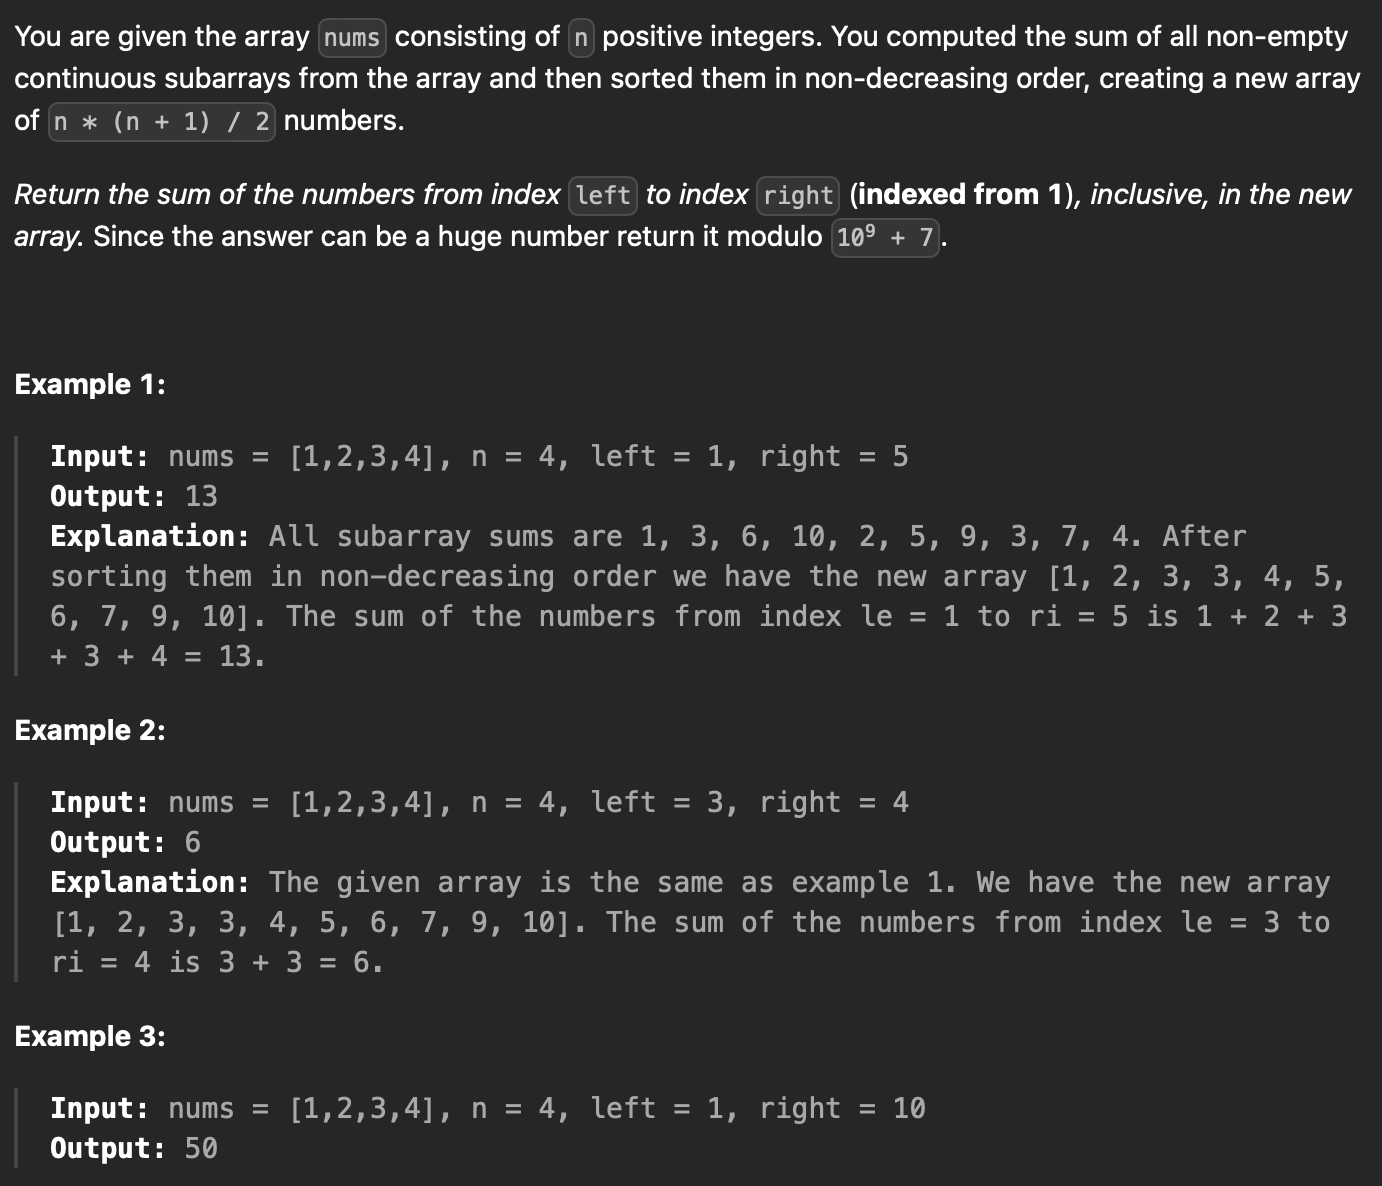 You are given the array nums consisting of n positive integers. You computed the sum of all non-empty
continuous subarrays from the array and then sorted them in non-decreasing order, creating a new array
of n * (n + 1) / 2 numbers.
Return the sum of the numbers from index left to index right (indexed from 1), inclusive, in the new
array. Since the answer can be a huge number return it modulo 10⁹ + 7.
Example 1:
Input: nums = [1,2,3,4], n = 4, left = 1, right = 5
Output: 13
Explanation: All subarray sums are 1, 3, 6, 10, 2, 5, 9, 3, 7, 4. After
sorting them in non-decreasing order we have the new array [1, 2, 3, 3, 4, 5,
6, 7, 9, 10]. The sum of the numbers from index le = 1 to ri = 5 is 1 + 2 + 3
+ 3 + 4 = 13.
Example 2:
Input: nums = [1,2,3,4], n = 4, left = 3, right = 4
Output: 6
Explanation: The given array is the same as example 1. We have the new array
[1, 2, 3, 3, 4, 5, 6, 7, 9, 10]. The sum of the numbers from index le = 3 to
ri = 4 is 3 + 3 = 6.
Example 3:
Input: nums = [1,2,3,4], n = 4, left = 1, right = 10
Output: 50